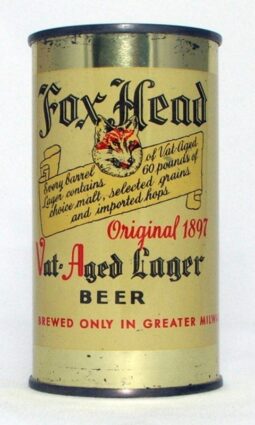 Fox Head
Every barrel of Vat-Aged
Lager contains 60 pounds of
choice malt, selected grains
and imported hops
Original 1897
Vat-Aged Lager
BEER
BREWED ONLY IN GREATER